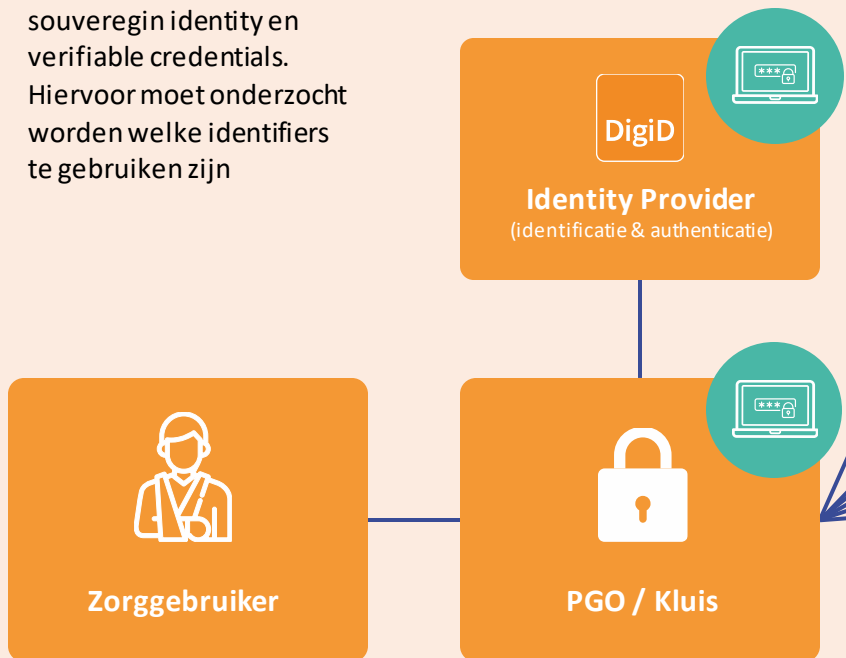 souveregin identity en
verifiable credentials.
Hiervoor moet onderzocht
worden welke identifiers
te gebruiken zijn
***
DigiD
Identity Provider
(identificatie & authenticatie)
***
Zorggebruiker
PGO / Kluis